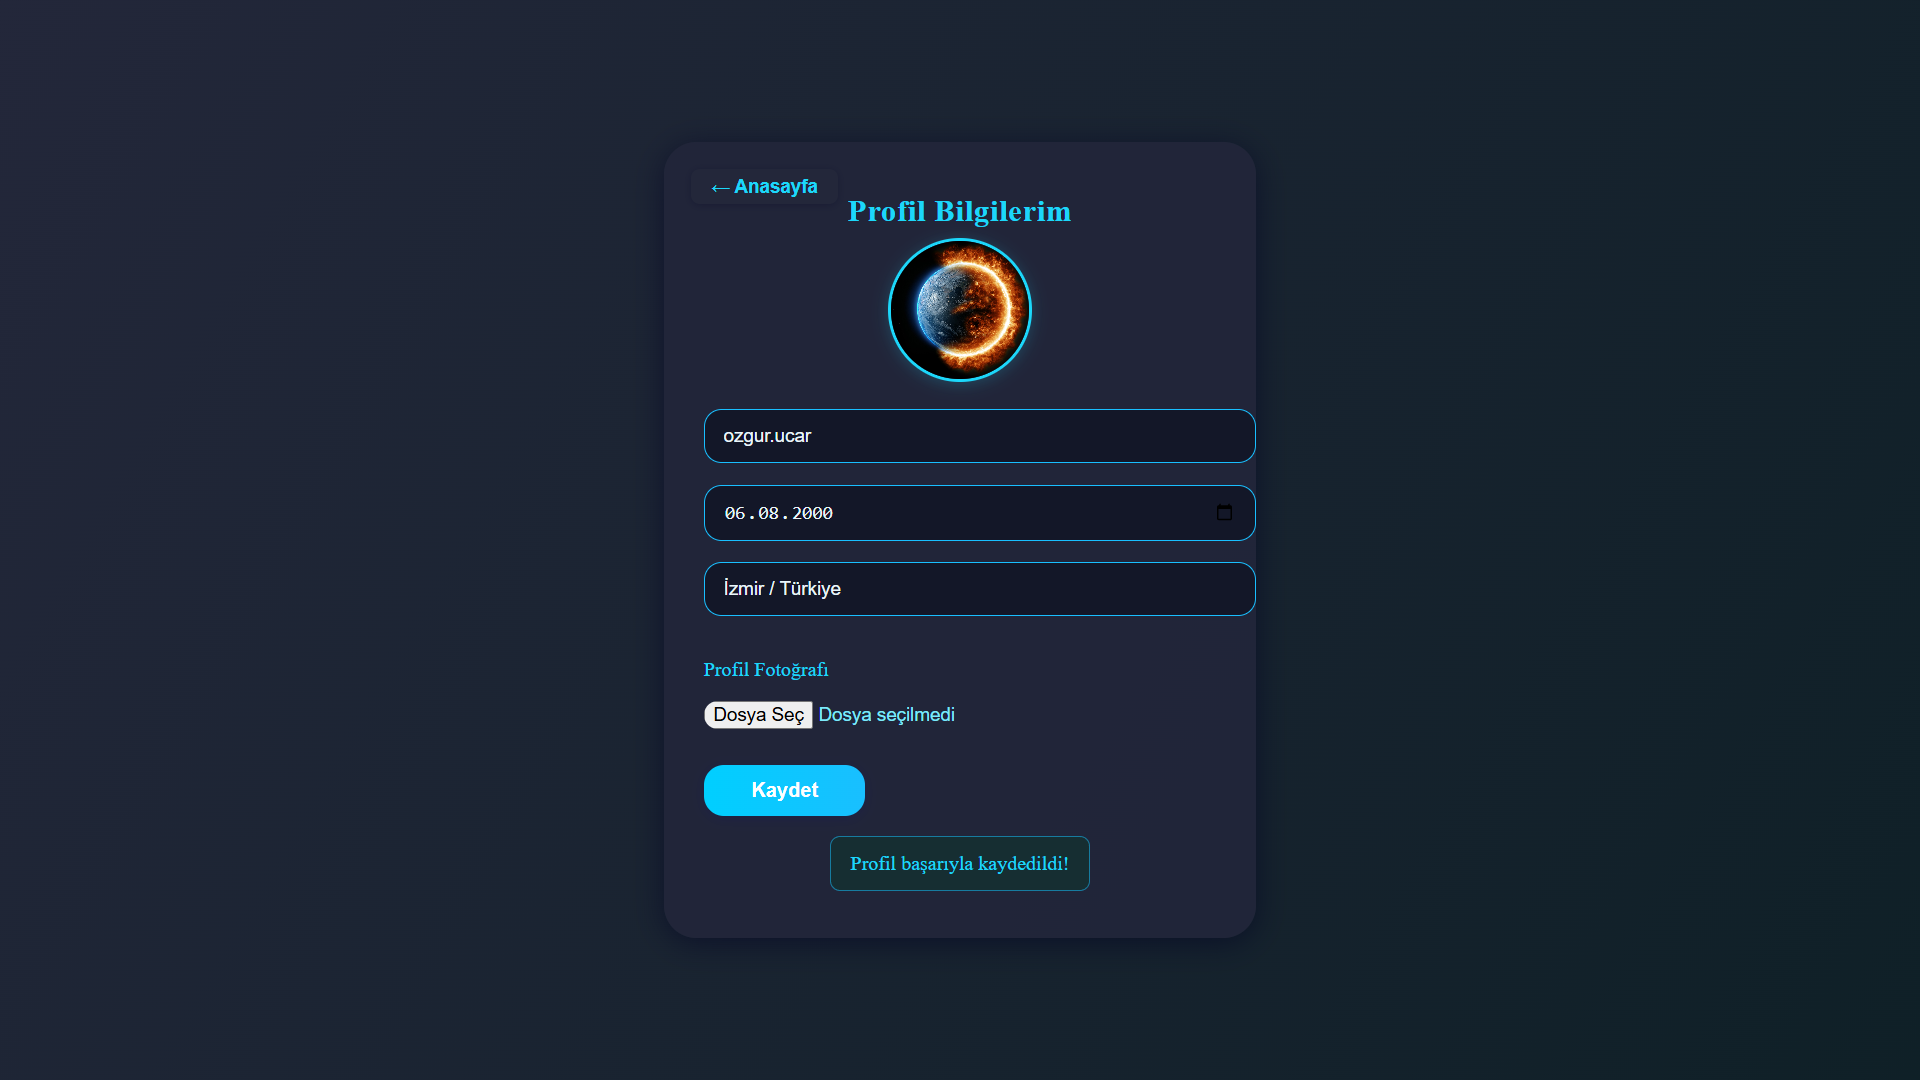 ← Anasayfa
Profil Bilgilerim
ozgur.ucar
06.08.2000
İzmir / Türkiye
Profil Fotoğrafı
Dosya Seç Dosya seçilmedi
Kaydet
Profil başarıyla kaydedildi!